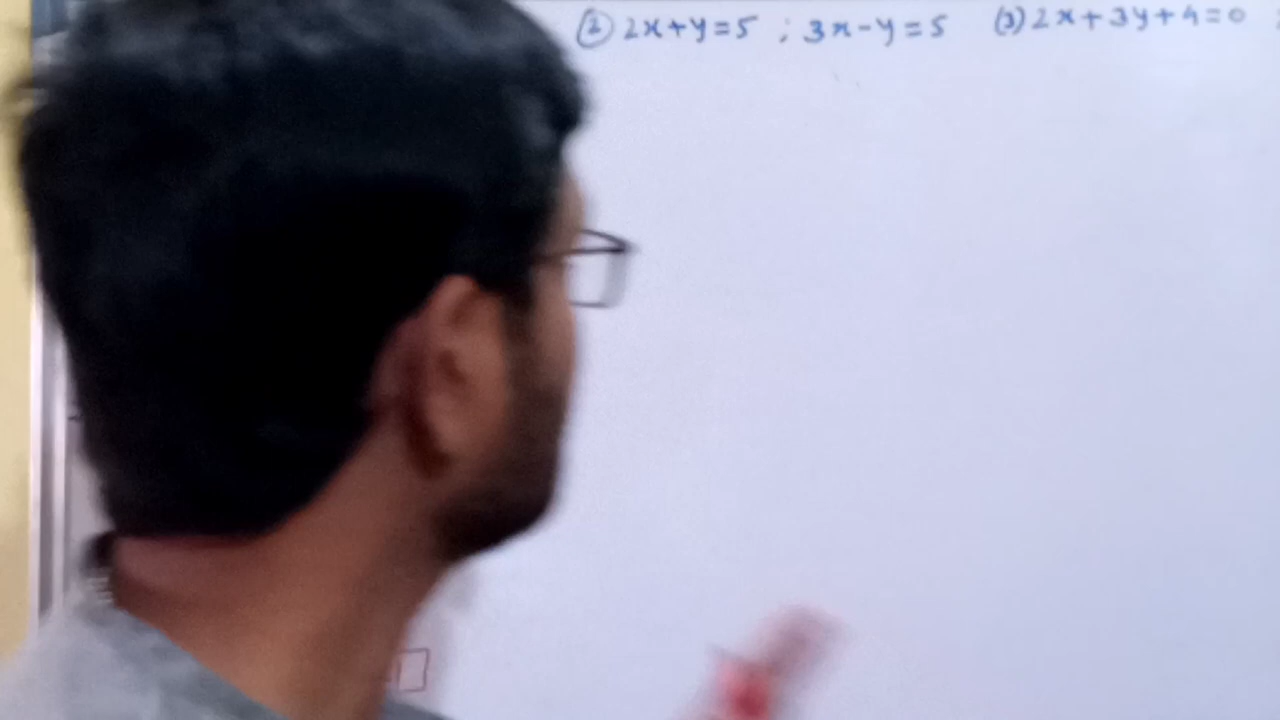 ② 2x+y=5 ; 3x-y=5 (3) 2x+3y+4=0